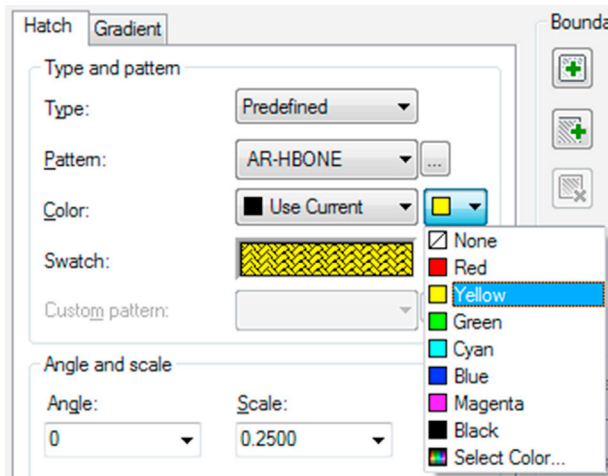 Hatch Gradient
Bounda
Type and pattern
Type: Predefined
Pattern: AR-HBONE ...
Color: Use Current
Swatch:
Custom pattern:
None
Red
Yellow
Green
Cyan
Blue
Magenta
Black
Select Color...
Angle and scale
Angle: Scale:
0 0.2500